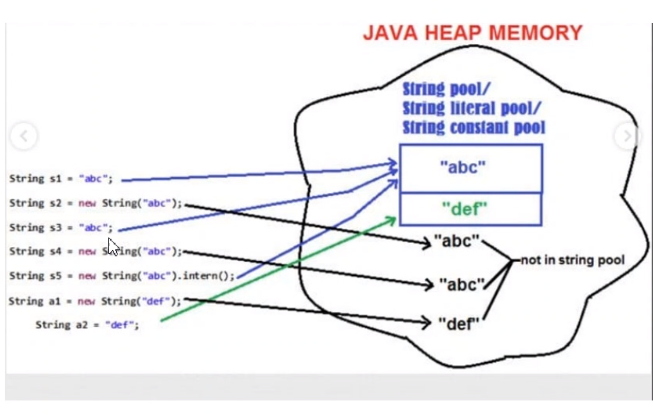 JAVA HEAP MEMORY
String pool/
String literal pool/
String constant pool
String s1 = "abc";
String s2 = new String("abc");
String s3 = "abc";
String s4 = new String("abc");
String s5 = new String("abc").intern();
String a1 = new String("def");
String a2 = "def";
"abc"
"def"
"abc"
"abc"
"def"
not in string pool